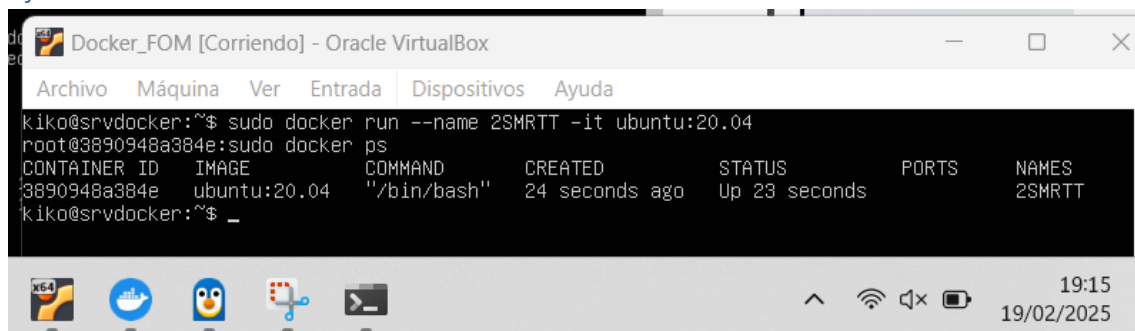 Docker_FOM [Corriendo] - Oracle VirtualBox
Archivo Máquina Ver Entrada Dispositivos Ayuda
kiko@srvdocker:~$ sudo docker run --name 2SMRTT -it ubuntu:20.04
root@3890948a384e:sudo docker ps
CONTAINER ID IMAGE COMMAND CREATED STATUS PORTS NAMES
3890948a384e ubuntu:20.04 "/bin/bash" 24 seconds ago Up 23 seconds 2SMRTT
kiko@srvdocker:~$ _
x64
19:15
19/02/2025